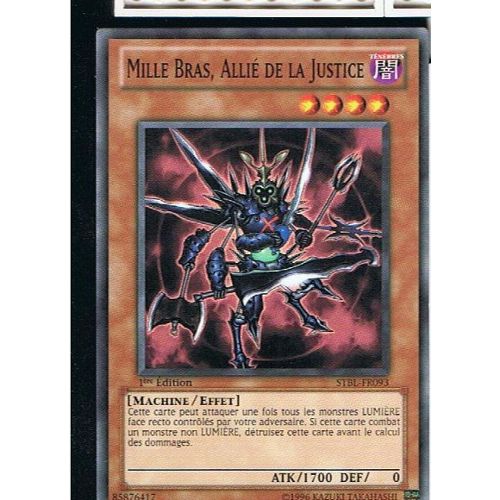 Mille Bras, Allié de la Justice
TÉNÈBRES
闇
1ère Edition
STBL-FR093
[Machine/Effet]
Cette carte peut attaquer une fois tous les monstres LUMIÈRE
face recto contrôlés par votre adversaire. Si cette carte combat
un monstre non LUMIÈRE, détruisez cette carte avant le calcul
des dommages.
ATK/1700 DEF/ 0
85876417
©1996 KAZUKI TAKAHASHI